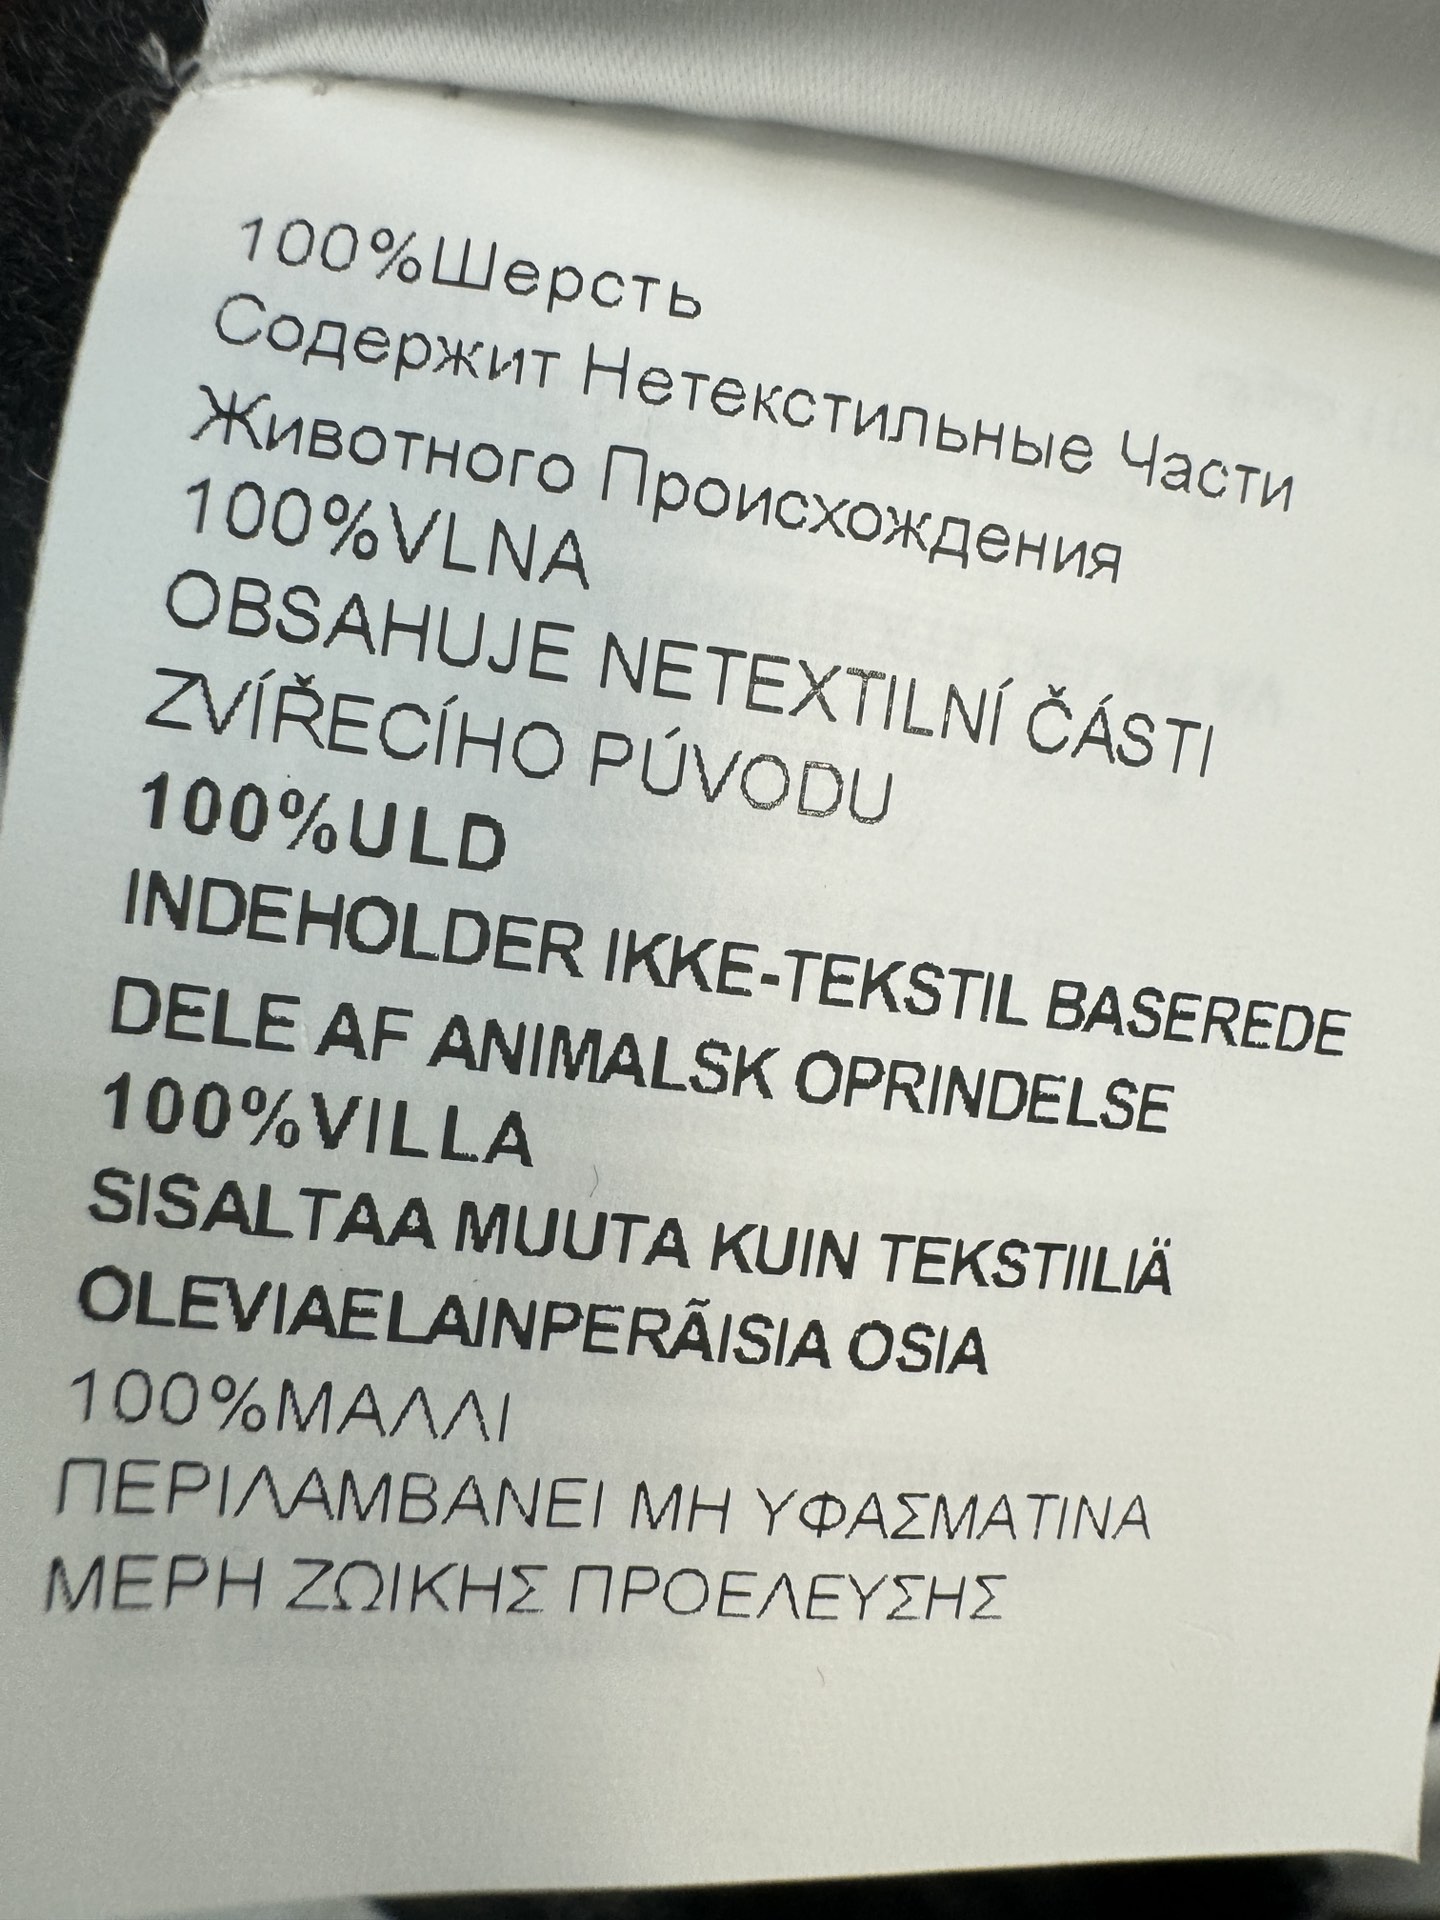 100%Шерсть
Содержит Нетекстильные Части
Животного Происхождения
100%VLNA
OBSAHUJE NETEXTILNÍ ČÁSTI
ZVÍŘECÍHO PÚVODU
100%ULD
INDEHOLDER IKKE-TEKSTIL BASEREDE
DELE AF ANIMALSK OPRINDELSE
100%VILLA
SISALTAA MUUTA KUIN TEKSTIILIÄ
OLEVIAELAINPERÃISIA OSIA
100%ΜΑΛΛΙ
ΠΕΡΙΛΑΜΒΑΝΕΙ ΜΗ ΥΦΑΣΜΑΤΙΝΑ
ΜΕΡΗ ΖΩΙΚΗΣ ΠΡΟΕΛΕΥΣΗΣ